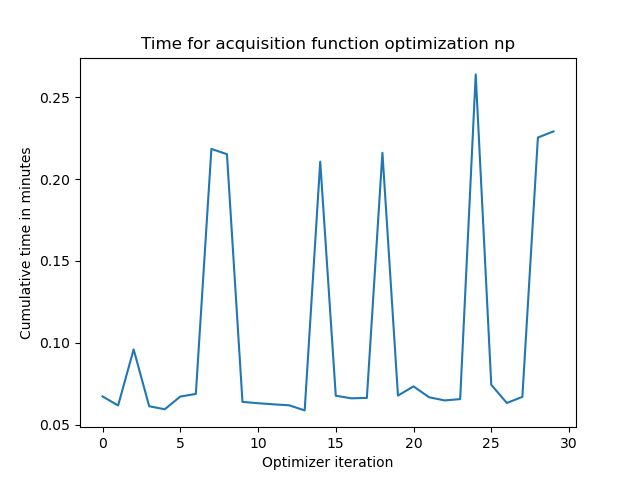 Time for acquisition function optimization np
Cumulative time in minutes
0.25
0.20
0.15
0.10
0.05
0 5 10 15 20 25 30
Optimizer iteration